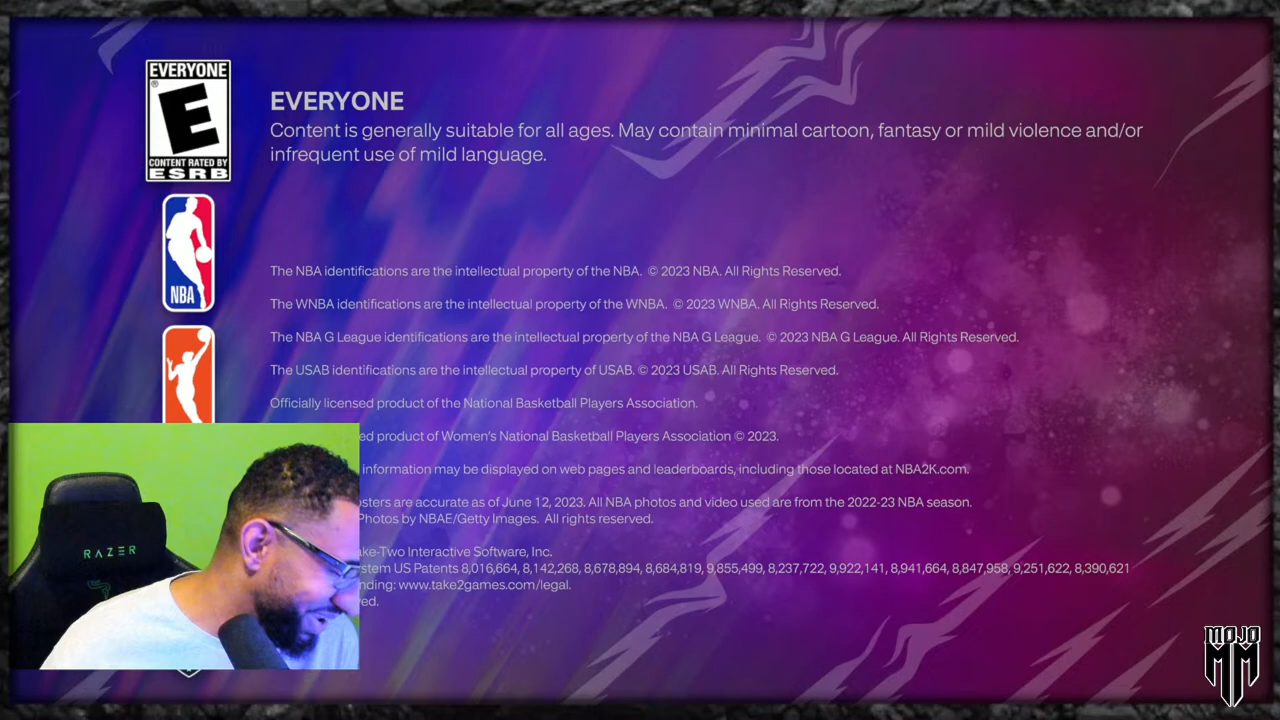 EVERYONE
E
CONTENT RATED BY
ESRB
EVERYONE
Content is generally suitable for all ages. May contain minimal cartoon, fantasy or mild violence and/or
infrequent use of mild language.
NBA
The NBA identifications are the intellectual property of the NBA. © 2023 NBA. All Rights Reserved.
The WNBA identifications are the intellectual property of the WNBA. © 2023 WNBA. All Rights Reserved.
The NBA G League identifications are the intellectual property of the NBA G League. © 2023 NBA G League. All Rights Reserved.
The USAB identifications are the intellectual property of USAB. © 2023 USAB. All Rights Reserved.
Officially licensed product of the National Basketball Players Association.
product of Women's National Basketball Players Association © 2023.
information may be displayed on web pages and leaderboards, including those located at NBA2K.com.
are accurate as of June 12, 2023. All NBA photos and video used are from the 2022-23 NBA season.
Photos by NBAE/Getty Images. All rights reserved.
Interactive Software, Inc.
US Patents 8,016,664, 8,142,268, 8,678,894, 8,684,819, 9,855,499, 8,237,722, 9,922,141, 8,941,664, 8,847,958, 9,251,622, 8,390,621
www.take2games.com/legal.
RAZER
MOJO